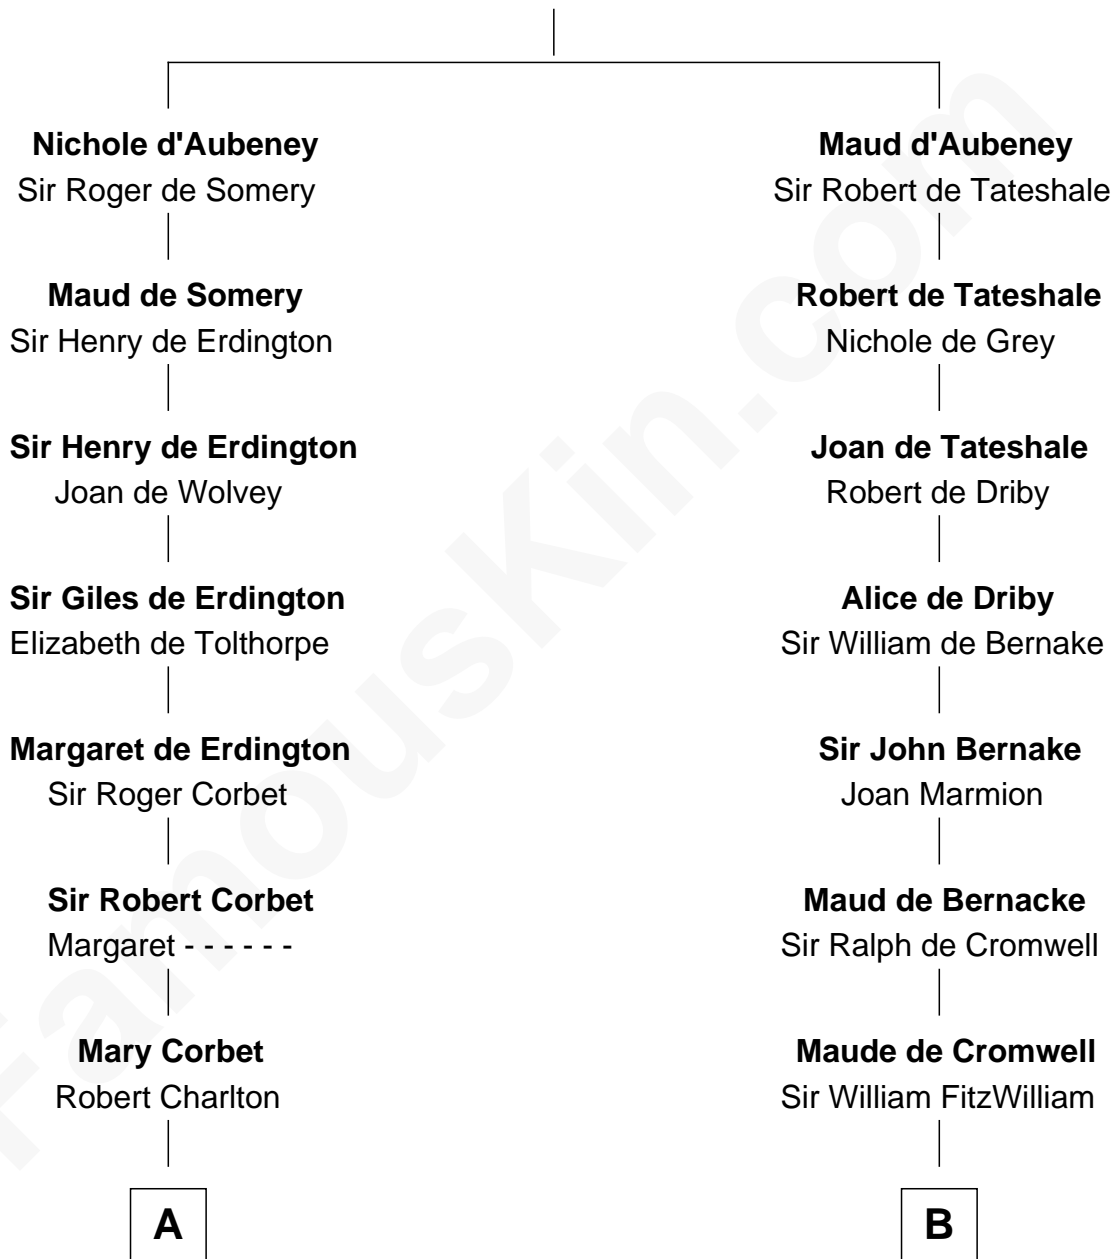 Nichole d'Aubeney
Sir Roger de Somery
Maud de Somery
Sir Henry de Erdington
Sir Henry de Erdington
Joan de Wolvey
Sir Giles de Erdington
Elizabeth de Tolthorpe
Margaret de Erdington
Sir Roger Corbet
Sir Robert Corbet
Margaret - - - - - -
Mary Corbet
Robert Charlton
A
Maud d'Aubeney
Sir Robert de Tateshale
Robert de Tateshale
Nichole de Grey
Joan de Tateshale
Robert de Driby
Alice de Driby
Sir William de Bernake
Sir John Bernake
Joan Marmion
Maud de Bernacke
Sir Ralph de Cromwell
Maude de Cromwell
Sir William FitzWilliam
B
FamousKin.com